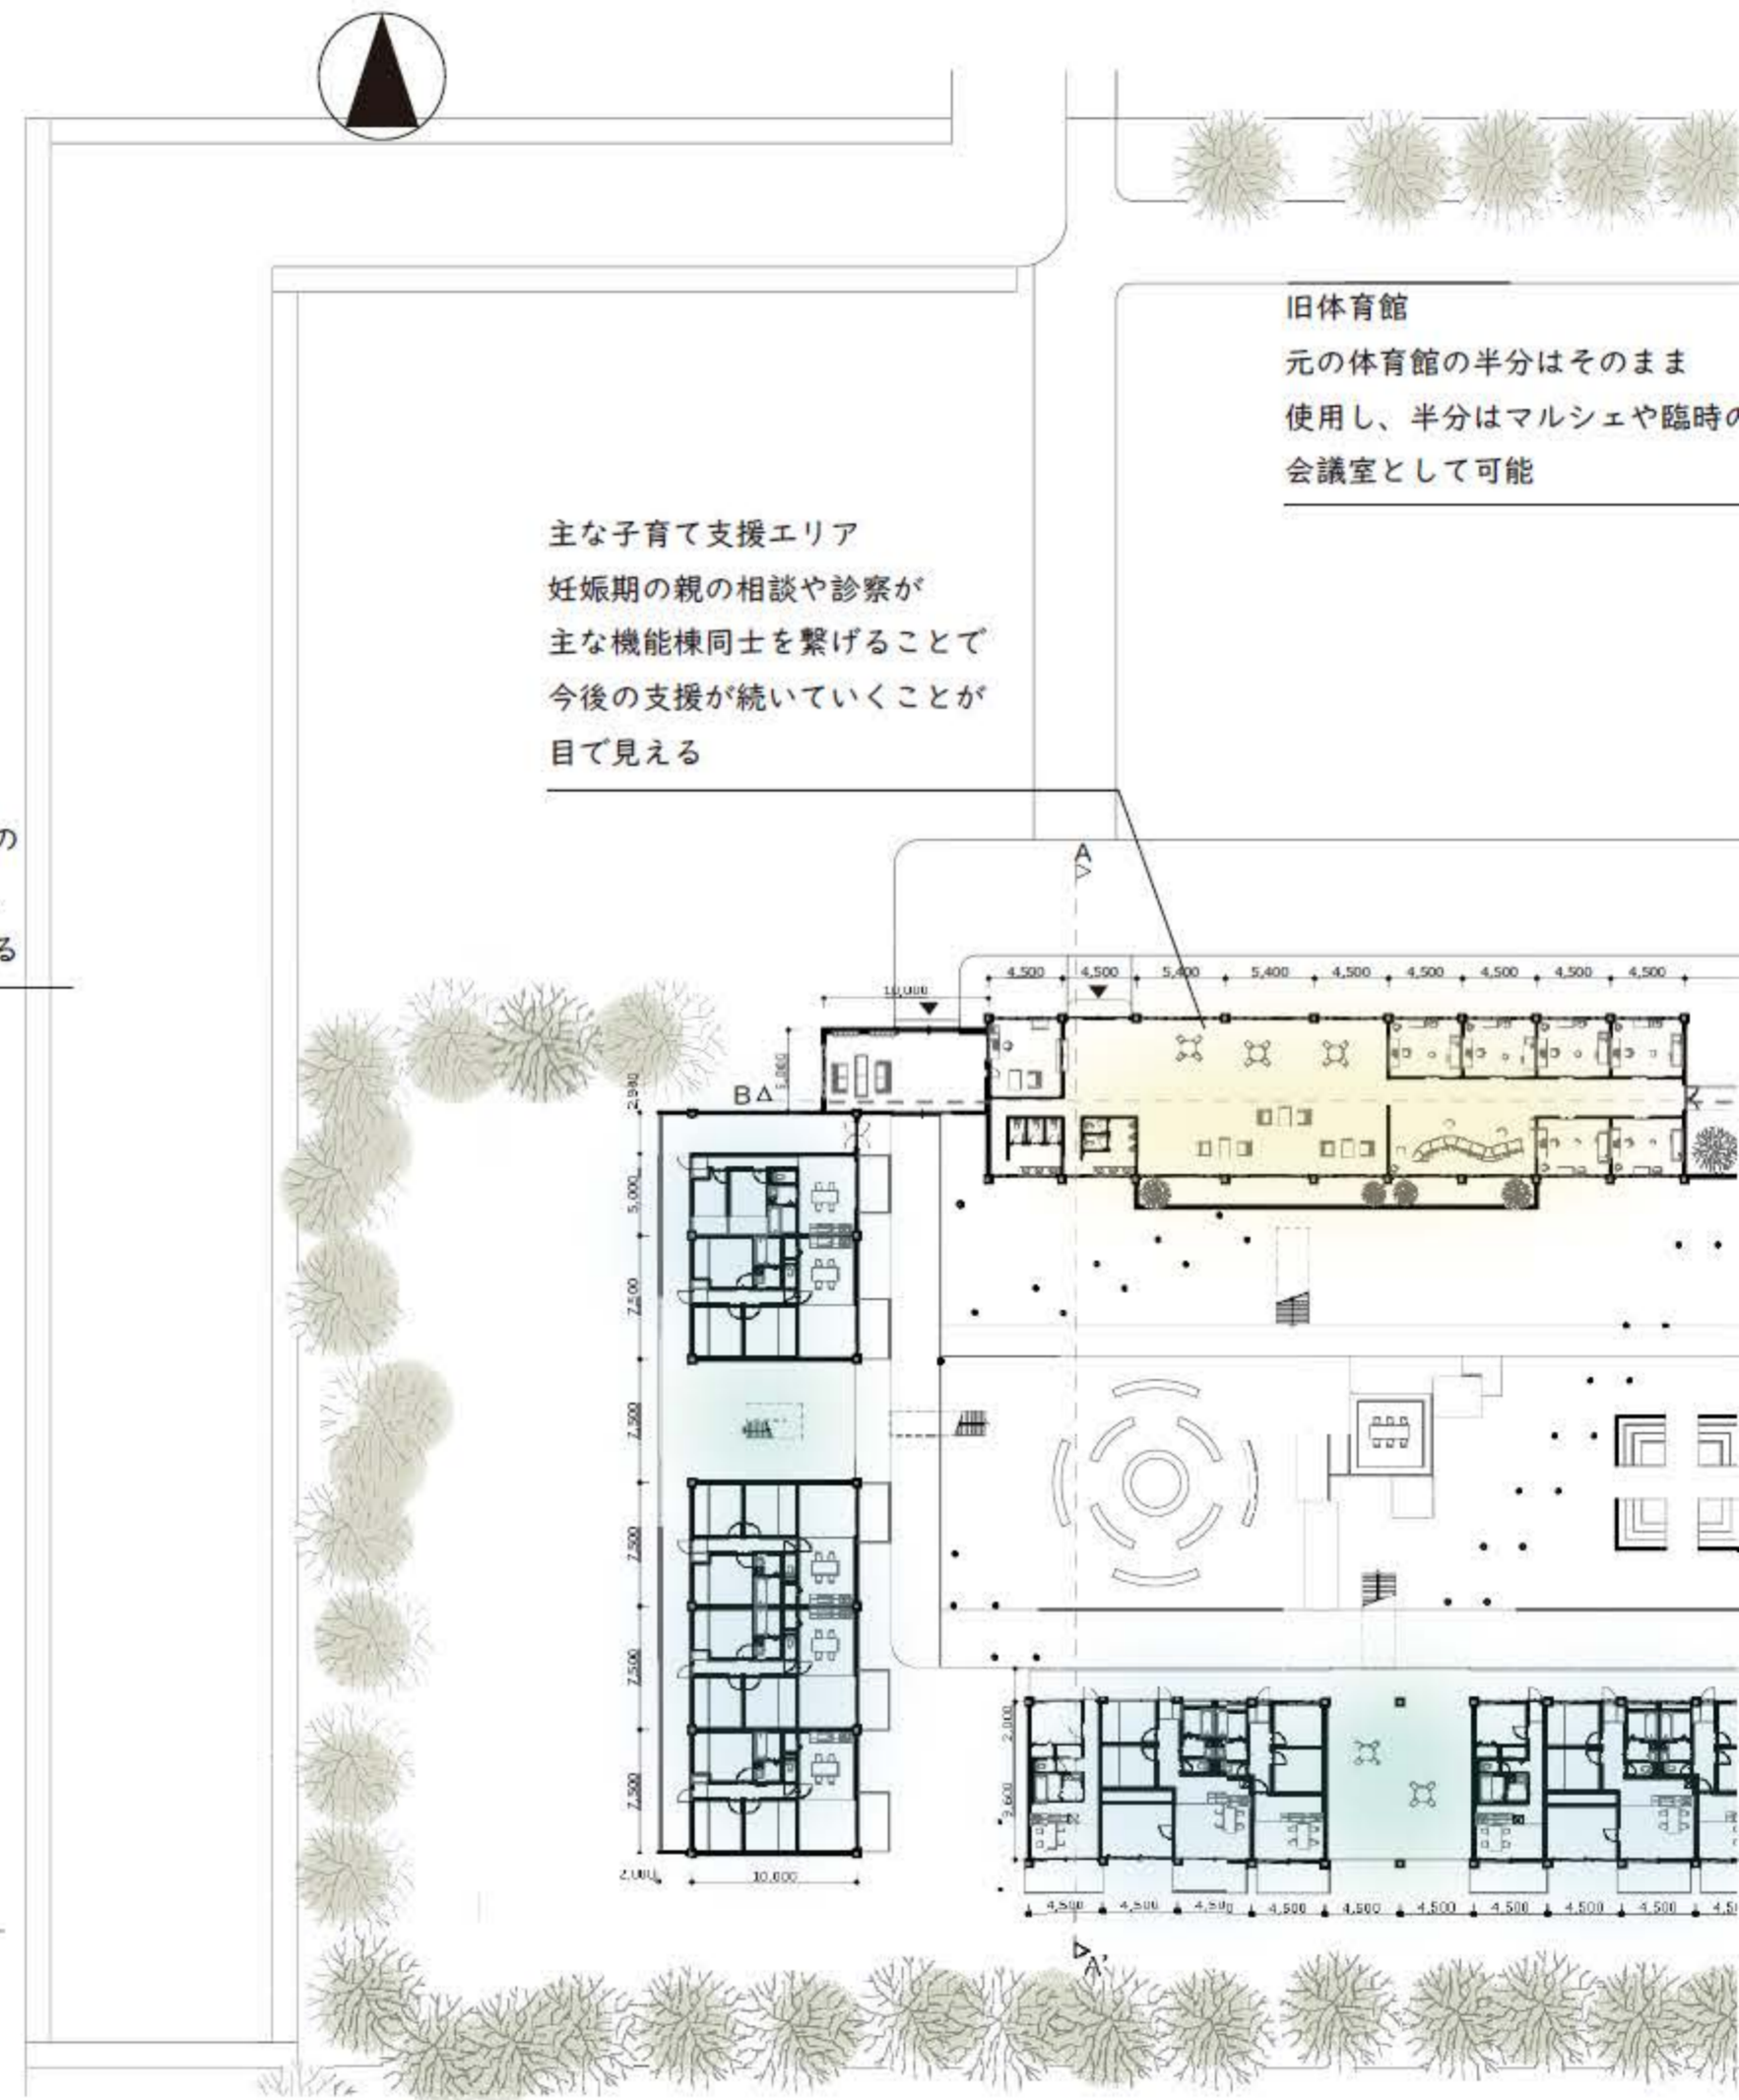 旧体育館
元の体育館の半分はそのまま
使用し、半分はマルシェや臨時の
会議室として可能
主な子育て支援エリア
妊娠期の親の相談や診察が
主な機能棟同士を繋げることで
今後の支援が続いていくことが
目で見える
の
る
A
4,500 4,500 5,400 5,400 4,500 4,500 4,500 4,500 4,500
10,000
B
5,000
7,500
7,500
7,500
7,500
7,500
2,000
10,000
2,000
4,500 4,500 4,500 4,500 4,500 4,500 4,500 4,500 4,500
A'